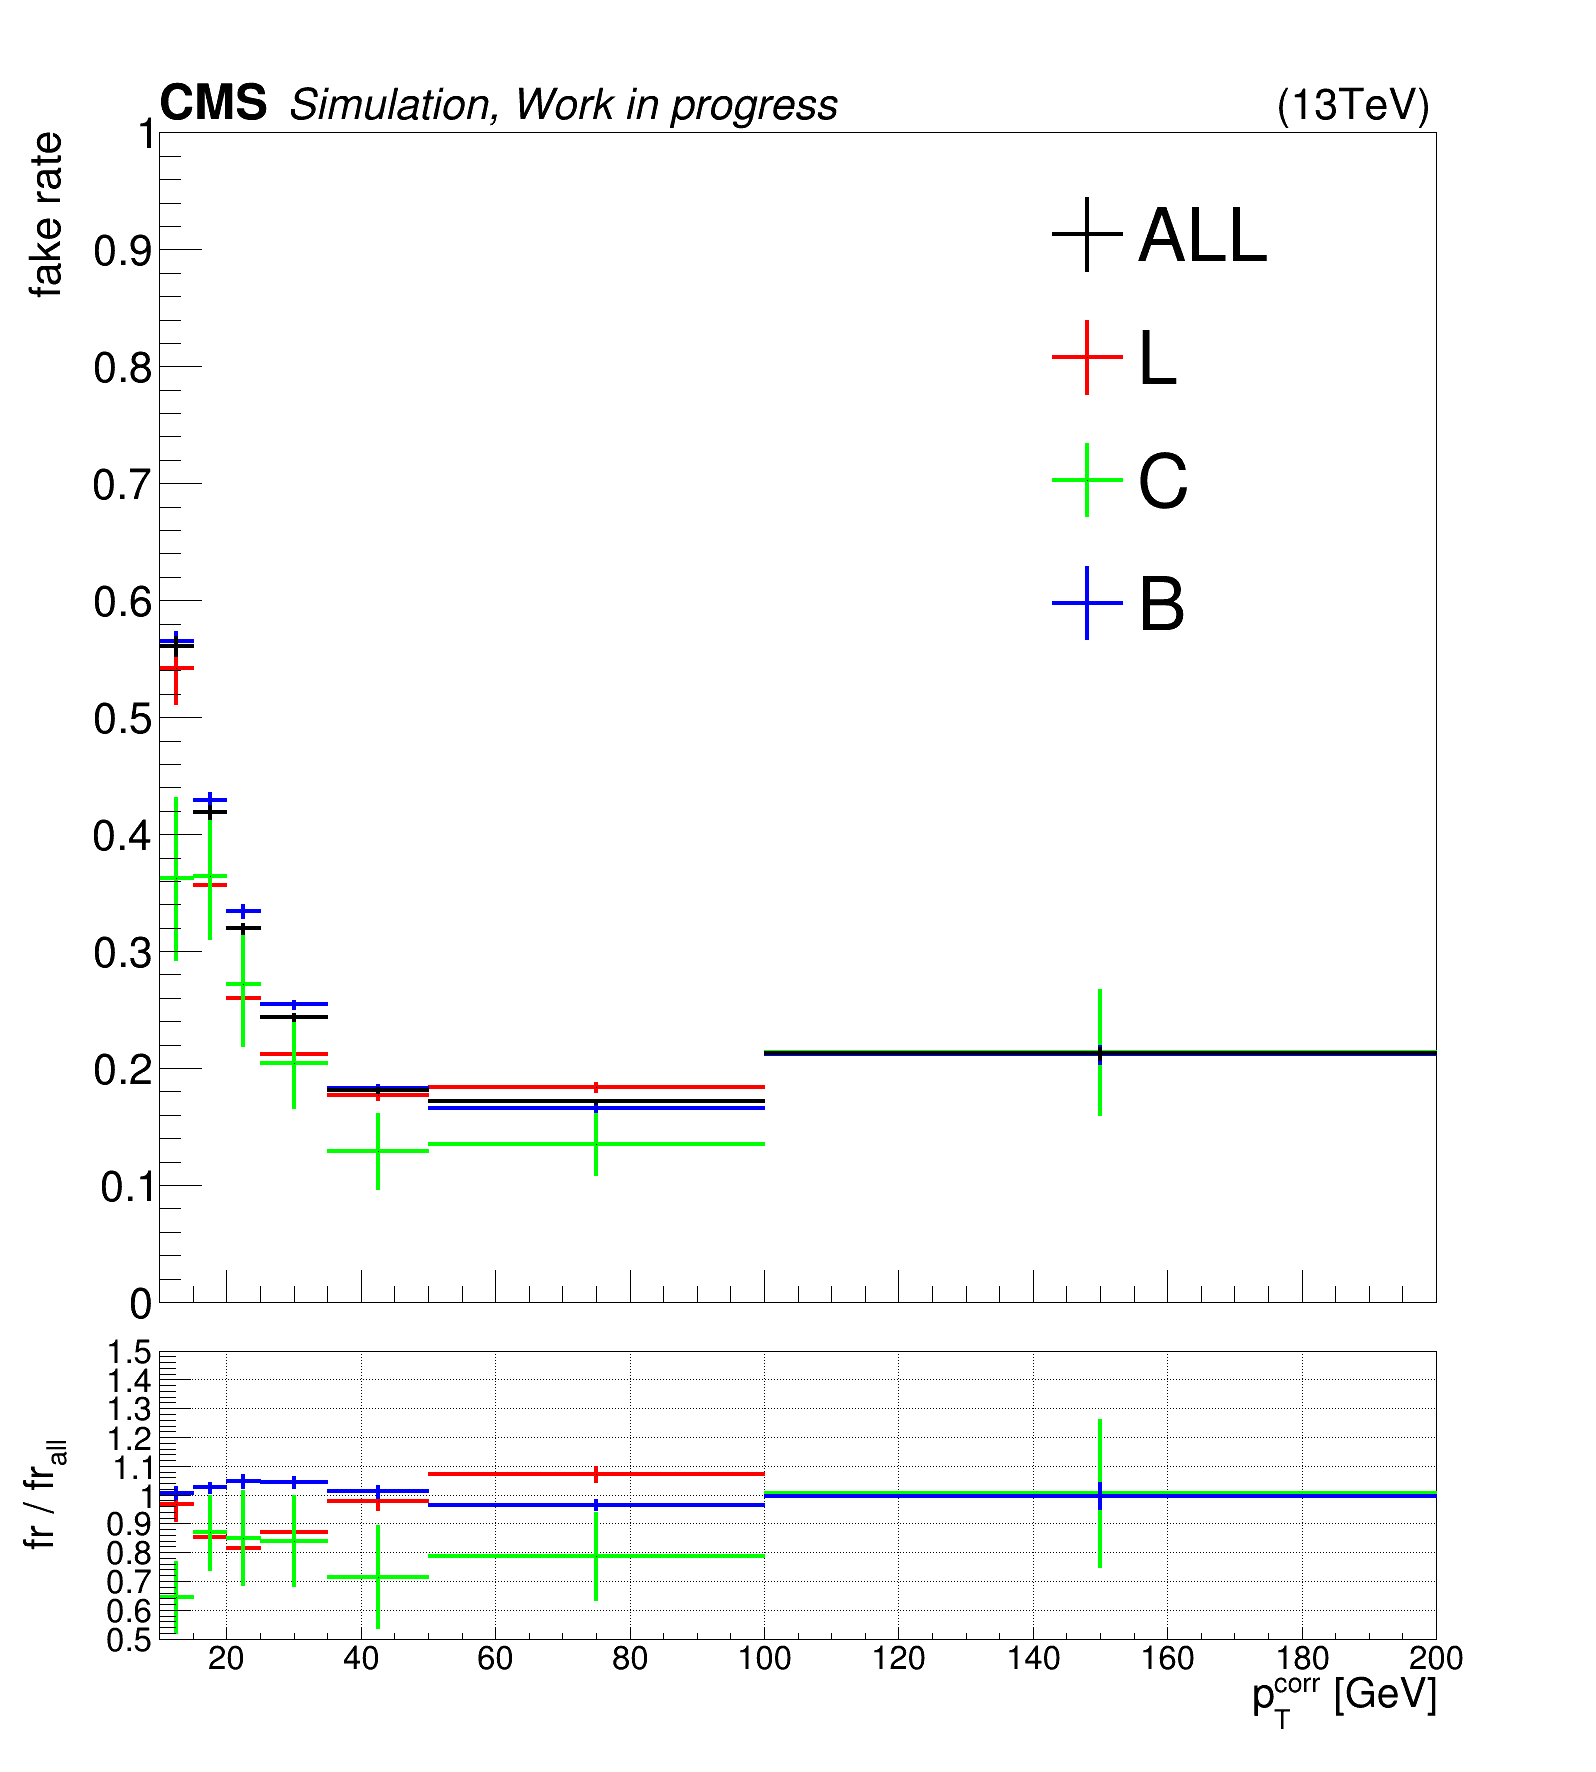 CMS Simulation, Work in progress (13TeV)
fake rate
1
0.9
0.8
0.7
0.6
0.5
0.4
0.3
0.2
0.1
0
ALL
L
C
B
fr / fr_all
1.5
1.4
1.3
1.2
1.1
1
0.9
0.8
0.7
0.6
0.5
20 40 60 80 100 120 140 160 180 200
p_T^corr [GeV]